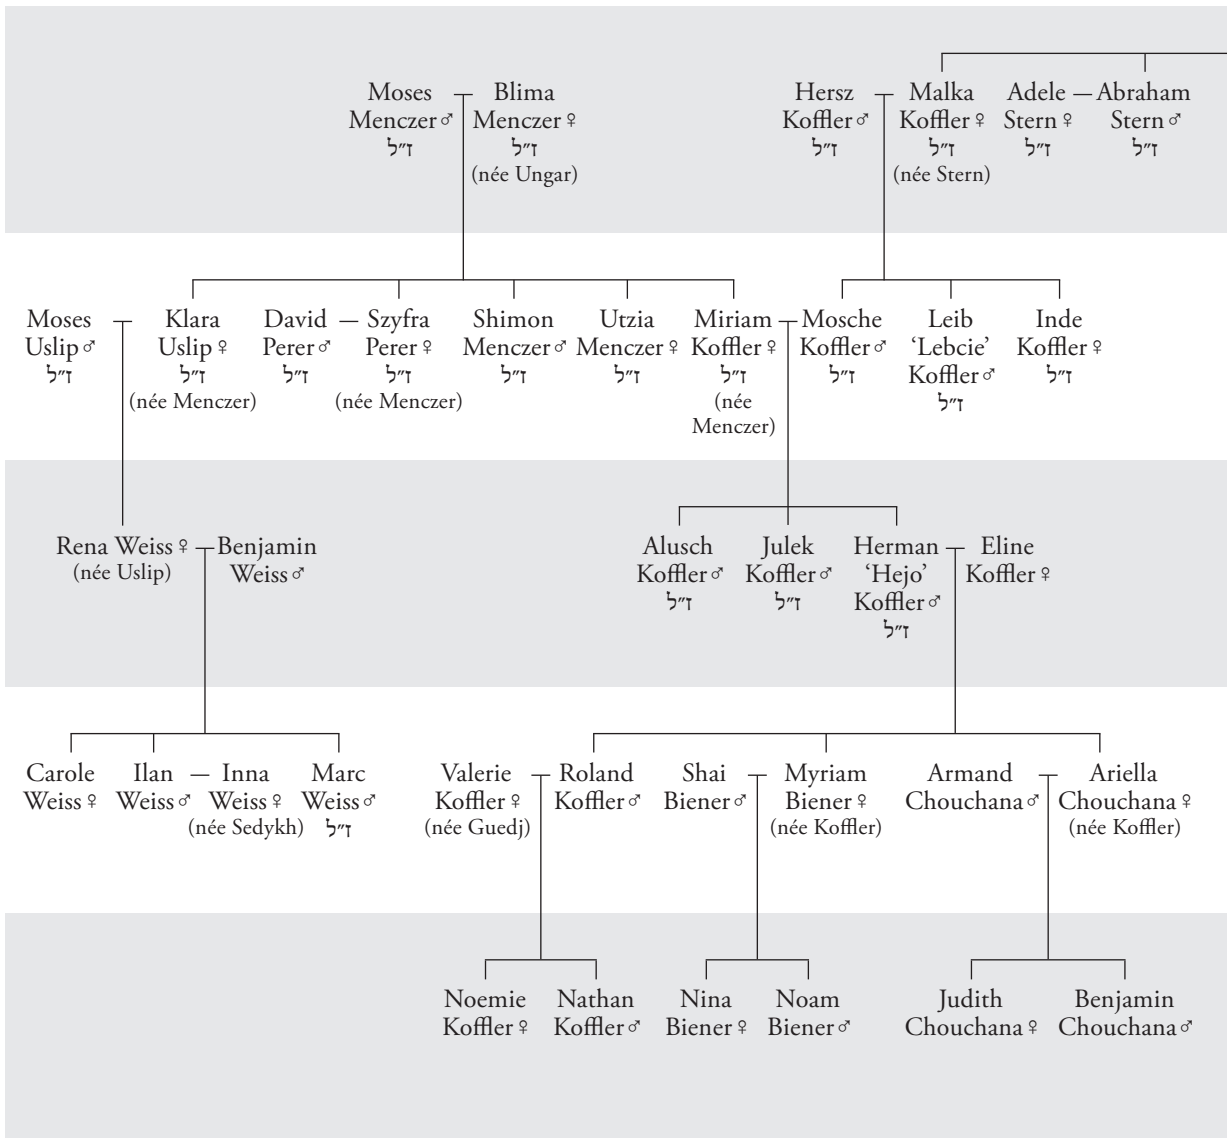 Moses
Menczer♂
ז״ל
Blima
Menczer♀
ז״ל
(née Ungar)
Hersz
Koffler♂
ז״ל
Malka
Koffler♀
ז״ל
(née Stern)
Adele
Stern♀
ז״ל
Abraham
Stern♂
ז״ל
Moses
Uslip♂
ז״ל
Klara
Uslip♀
ז״ל
(née Menczer)
David
Perer♂
ז״ל
Szyfra
Perer♀
ז״ל
(née Menczer)
Shimon
Menczer♂
ז״ל
Utzia
Menczer♀
ז״ל
Miriam
Koffler♀
ז״ל
(née
Menczer)
Mosche
Koffler♂
ז״ל
Leib
‘Lebcie’
Koffler♂
ז״ל
Inde
Koffler♀
ז״ל
Rena Weiss♀
(née Uslip)
Benjamin
Weiss♂
Alusch
Koffler♂
ז״ל
Julek
Koffler♂
ז״ל
Herman
‘Hejo’
Koffler♂
ז״ל
Eline
Koffler♀
Carole
Weiss♀
Ilan
Weiss♂
Inna
Weiss♀
(née Sedykh)
Marc
Weiss♂
ז״ל
Valerie
Koffler♀
(née Guedj)
Roland
Koffler♂
Shai
Biener♂
Myriam
Biener♀
(née Koffler)
Armand
Chouchana♂
Ariella
Chouchana♀
(née Koffler)
Noemie
Koffler♀
Nathan
Koffler♂
Nina
Biener♀
Noam
Biener♂
Judith
Chouchana♀
Benjamin
Chouchana♂